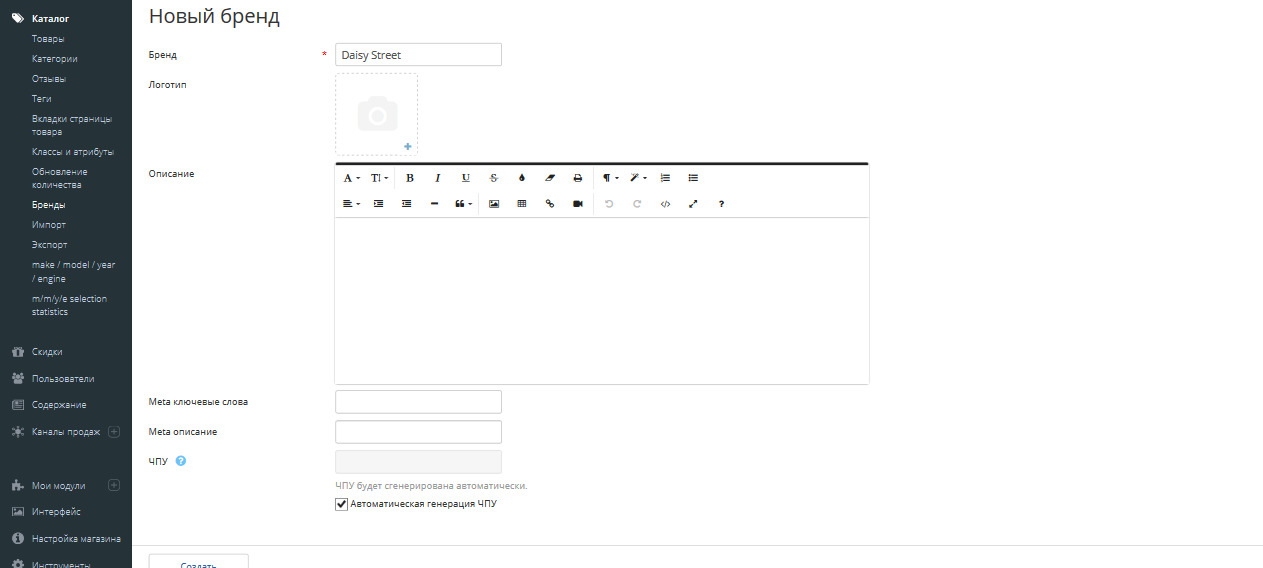 Каталог
Товары
Категории
Отзывы
Теги
Вкладки страницы
товара
Классы и атрибуты
Обновление
количества
Бренды
Импорт
Экспорт
make / model / year
/ engine
m/m/y/e selection
statistics
Скидки
Пользователи
Содержание
Каналы продаж
Мои модули
Интерфейс
Настройка магазина
Инструменты
Новый бренд
Бренд * Daisy Street
Логотип
Описание
Meta ключевые слова
Meta описание
ЧПУ ?
ЧПУ будет сгенерирована автоматически.
Автоматическая генерация ЧПУ
Создать